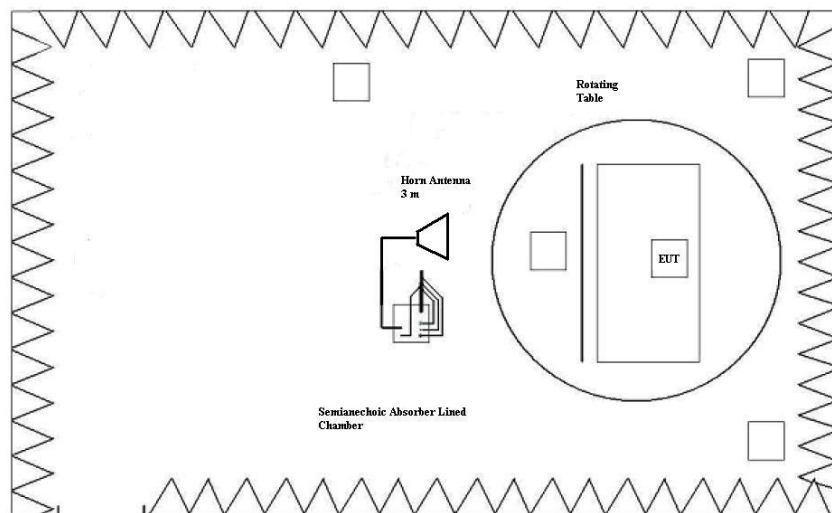 Rotating
Table
Horn Antenna
3 m
EUT
Semianechoic Absorber Lined
Chamber